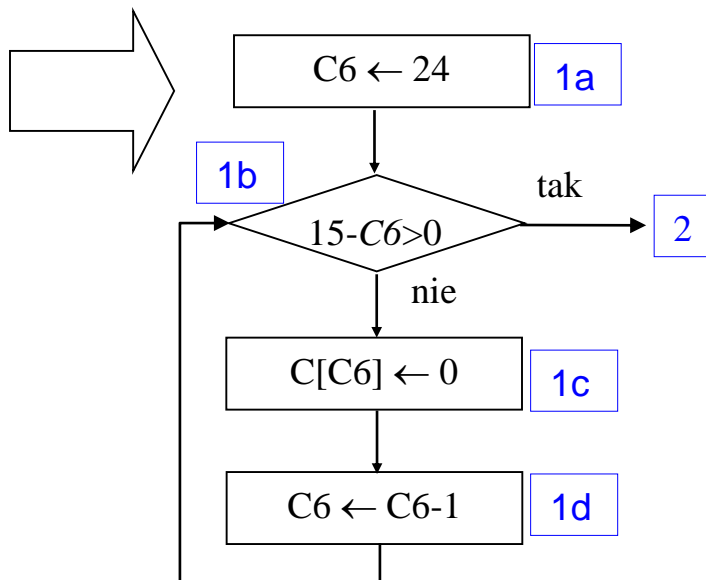 C6 ← 24
1a
1b
tak
15-C6>0
2
nie
C[C6] ← 0
1c
C6 ← C6-1
1d